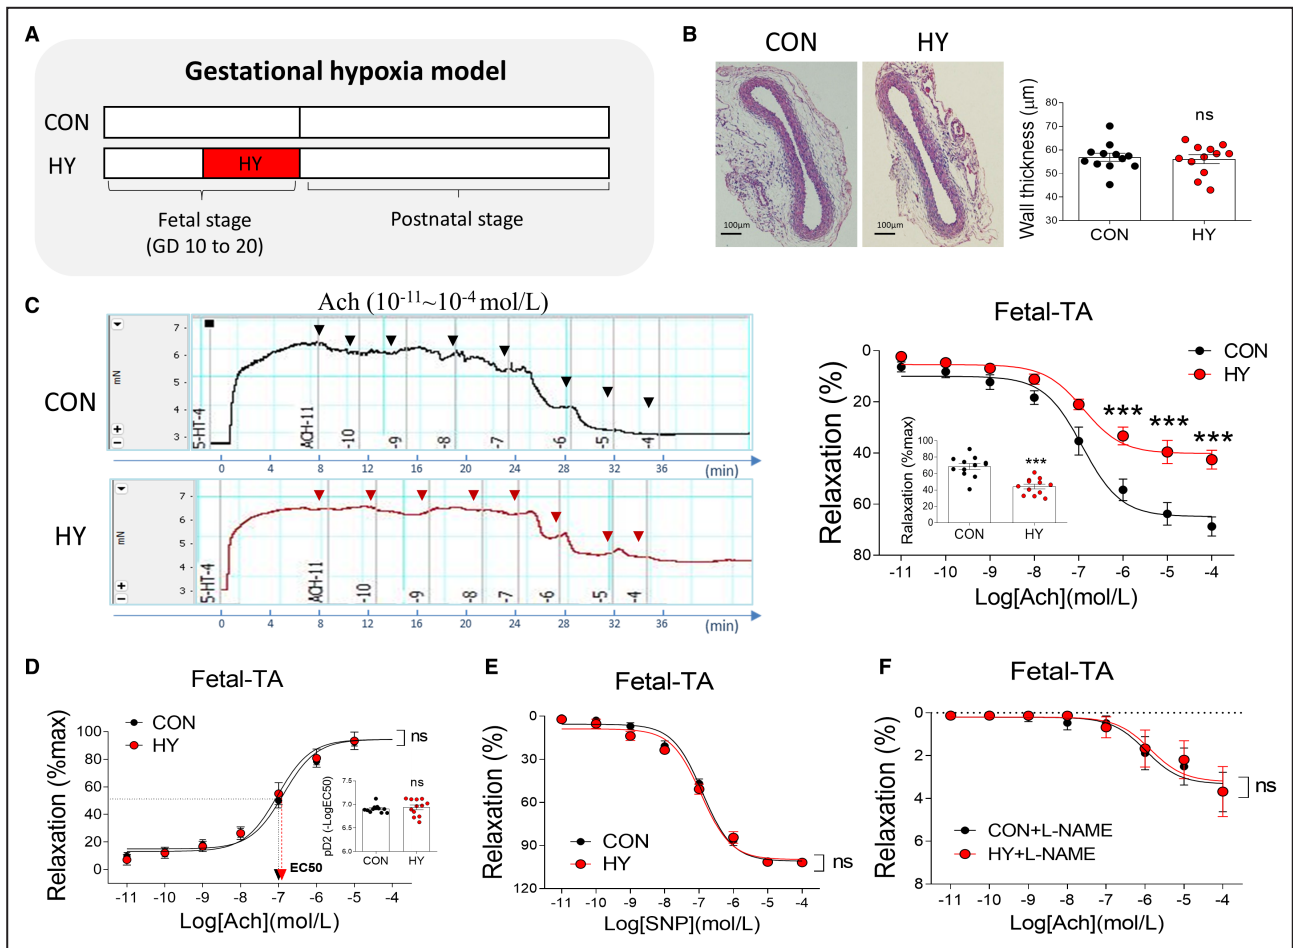 A
Gestational hypoxia model
CON
HY
HY
Fetal stage
(GD 10 to 20)
Postnatal stage
B
CON
HY
100µm
100µm
Wall thickness (µm)
80
70
60
50
40
30
ns
CON
HY
C
Ach (10-11~10-4 mol/L)
CON
7
6
mN
4
3
5-HT-4
ACH-11
-10
-9
-8
-7
-6
-5
-4
0
4
8
12
16
20
24
28
32
36
(min)
HY
7
6
mN
5
4
3
5-HT-4
ACH-11
-10
-9
-8
-7
-6
-5
-4
0
4
8
12
16
20
24
28
32
36
(min)
Fetal-TA
CON
HY
Relaxation (%)
0
20
40
60
80
***
***
***
Ralaxation (%max)
100
80
60
40
20
0
***
CON
HY
-11
-10
-9
-8
-7
-6
-5
-4
Log[Ach](mol/L)
D
Fetal-TA
CON
HY
Relaxation (%max)
100
80
60
40
20
0
ns
pD2 (-LogEC50)
7.5
7.0
6.5
6.0
ns
CON
HY
EC50
-11
-10
-9
-8
-7
-6
-5
-4
Log[Ach](mol/L)
E
Fetal-TA
Relaxation (%)
0
30
60
90
120
CON
HY
ns
-11
-10
-9
-8
-7
-6
-5
-4
Log[SNP](mol/L)
F
Fetal-TA
Relaxation (%)
0
2
4
6
8
ns
CON+L-NAME
HY+L-NAME
-11
-10
-9
-8
-7
-6
-5
-4
Log[Ach](mol/L)